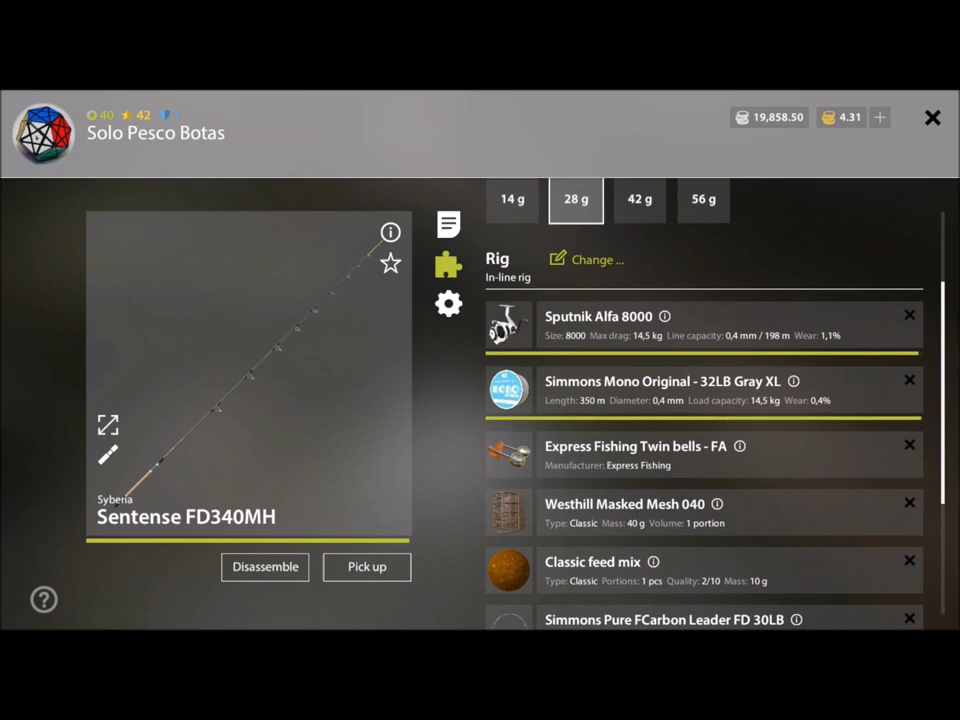 40 42
Solo Pesco Botas
19,858.50
4.31
+
14 g
28 g
42 g
56 g
Rig
Change ...
In-line rig
Sputnik Alfa 8000
Size: 8000 Max drag: 14,5 kg Line capacity: 0,4 mm / 198 m Wear: 1,1%
Simmons Mono Original - 32LB Gray XL
Length: 350 m Diameter: 0,4 mm Load capacity: 14,5 kg Wear: 0,4%
Express Fishing Twin bells - FA
Manufacturer: Express Fishing
Westhill Masked Mesh 040
Type: Classic Mass: 40 g Volume: 1 portion
Classic feed mix
Type: Classic Portions: 1 pcs Quality: 2/10 Mass: 10 g
Simmons Pure FCarbon Leader FD 30LB
Syberia
Sentense FD340MH
Disassemble
Pick up